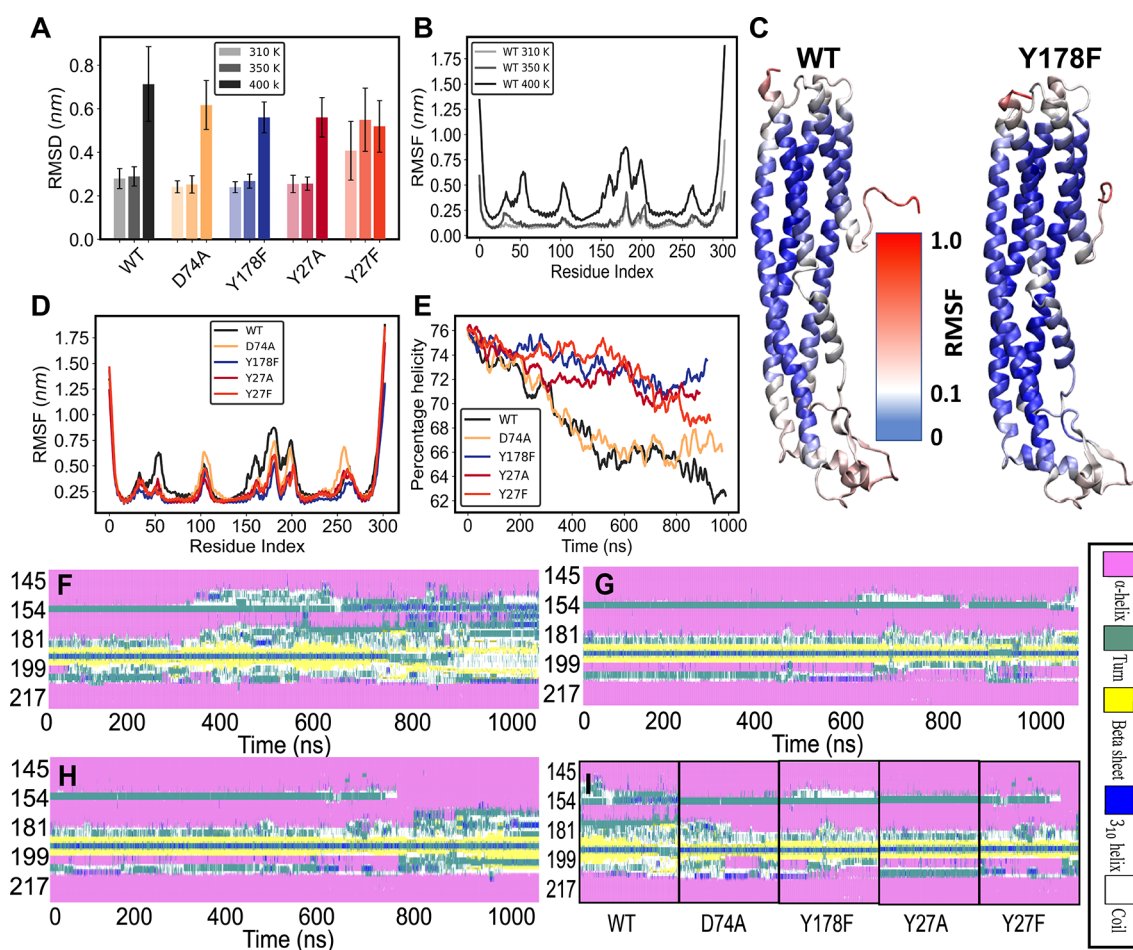 A
RMSD (nm)
0.8
0.6
0.4
0.2
0.0
310 K
350 K
400 k
WT
D74A
Y178F
Y27A
Y27F
B
RMSF (nm)
1.75
1.50
1.25
1.00
0.75
0.50
0.25
0.00
WT 310 K
WT 350 K
WT 400 k
0 50 100 150 200 250 300
Residue Index
C
WT
Y178F
1.0
0.1
0
RMSF
D
RMSF (nm)
1.75
1.50
1.25
1.00
0.75
0.50
0.25
WT
D74A
Y178F
Y27A
Y27F
0 50 100 150 200 250 300
Residue Index
E
Percentage helicity
76
74
72
70
68
66
64
62
WT
D74A
Y178F
Y27A
Y27F
0 200 400 600 800 1000
Time (ns)
F
145
154
181
199
217
0 200 400 600 800 1000
Time (ns)
G
145
154
181
199
217
0 200 400 600 800 1000
Time (ns)
H
145
154
181
199
217
0 200 400 600 800 1000
Time (ns)
I
145
154
181
199
217
WT D74A Y178F Y27A Y27F
α-helix
Turn
Beta sheet
3₁₀ helix
Coil